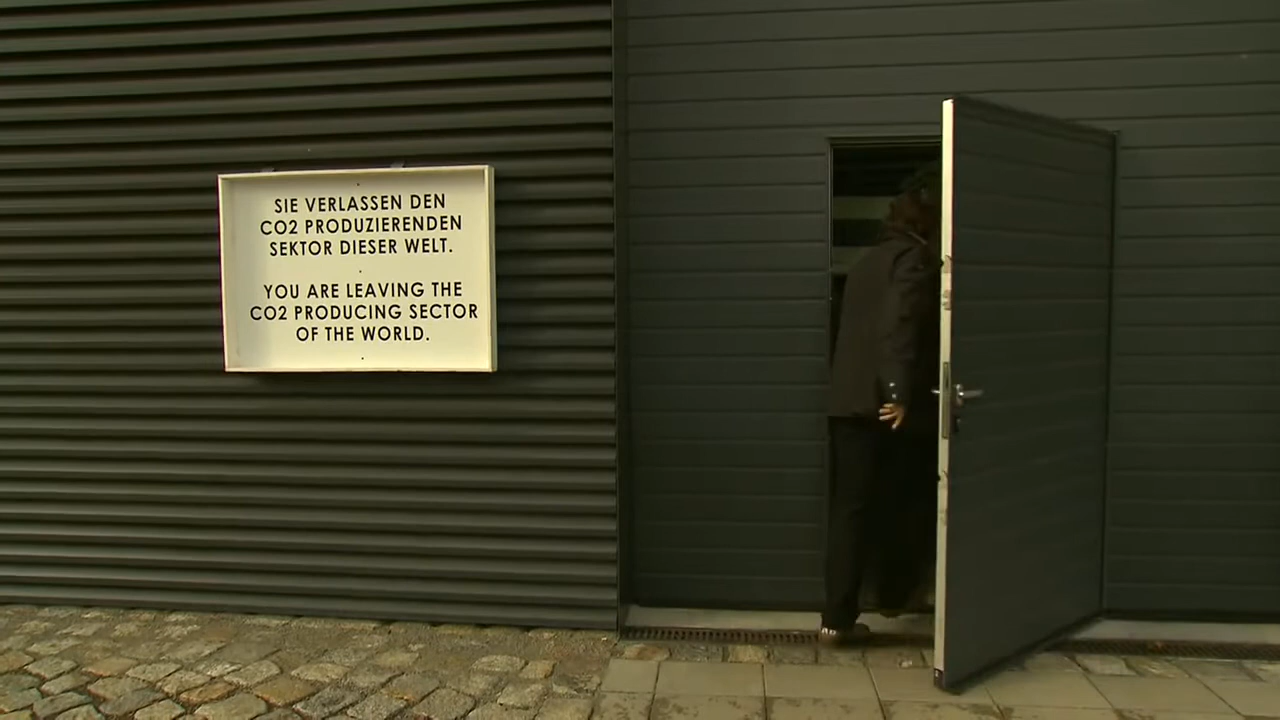 SIE VERLASSEN DEN
CO2 PRODUZIERENDEN
SEKTOR DIESER WELT.
YOU ARE LEAVING THE
CO2 PRODUCING SECTOR
OF THE WORLD.